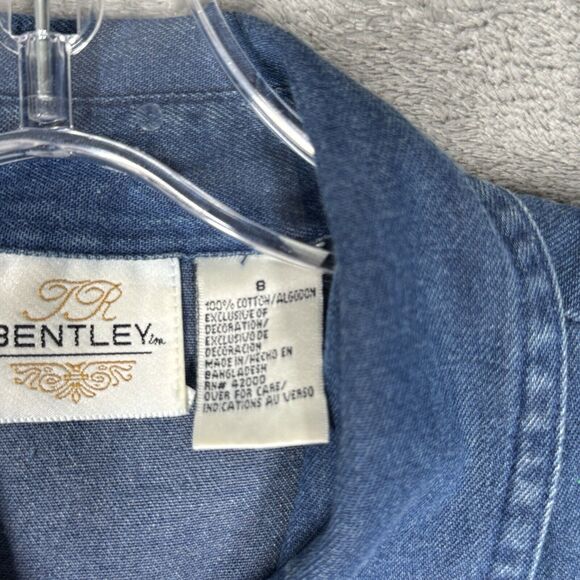 TR
BENTLEY
8
100% COTTON/ALGODON
EXCLUSIVE OF
DECORATION/
EXCLUSIVO DE
DECORACION
MADE IN/HECHO EN
BANGLADESH
RN# 42000
OVER FOR CARE/
INDICATIONS AU VERSO